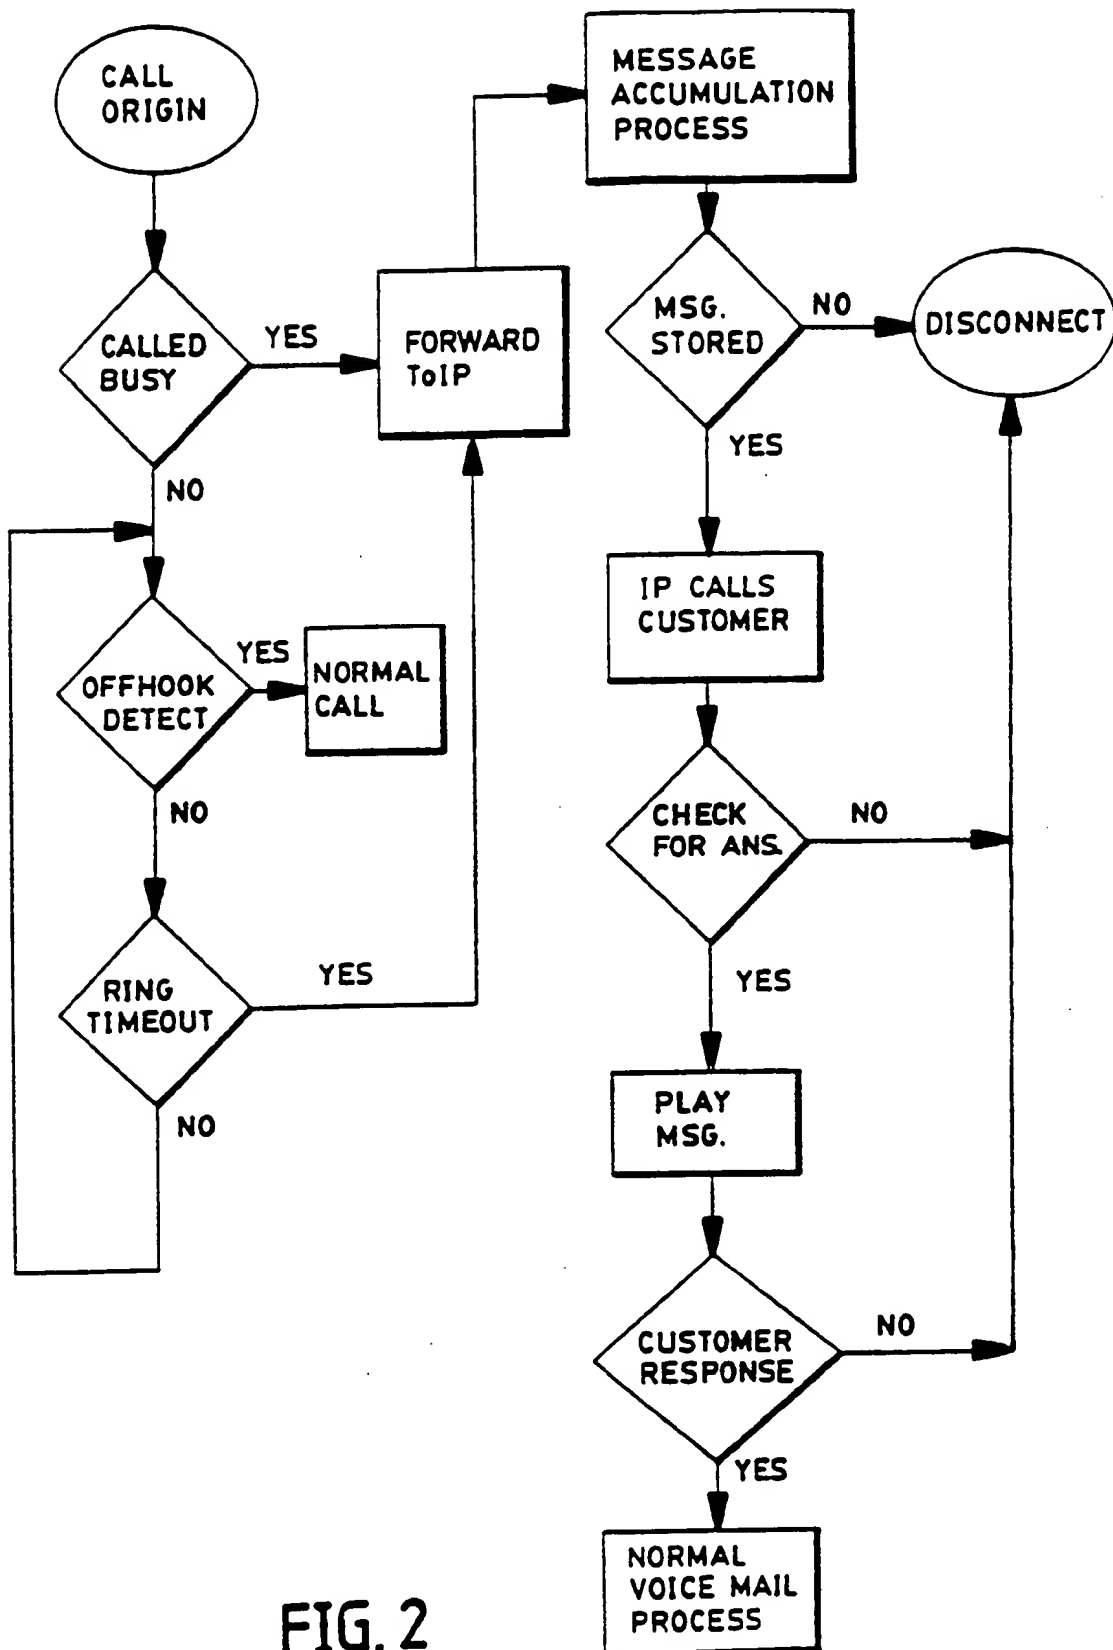 CALL
ORIGIN
CALLED
BUSY
YES
NO
FORWARD
ToIP
OFFHOOK
DETECT
YES
NO
NORMAL
CALL
RING
TIMEOUT
YES
NO
MESSAGE
ACCUMULATION
PROCESS
MSG.
STORED
NO
YES
DISCONNECT
IP CALLS
CUSTOMER
CHECK
FOR ANS.
NO
YES
PLAY
MSG.
CUSTOMER
RESPONSE
NO
YES
NORMAL
VOICE MAIL
PROCESS
FIG. 2